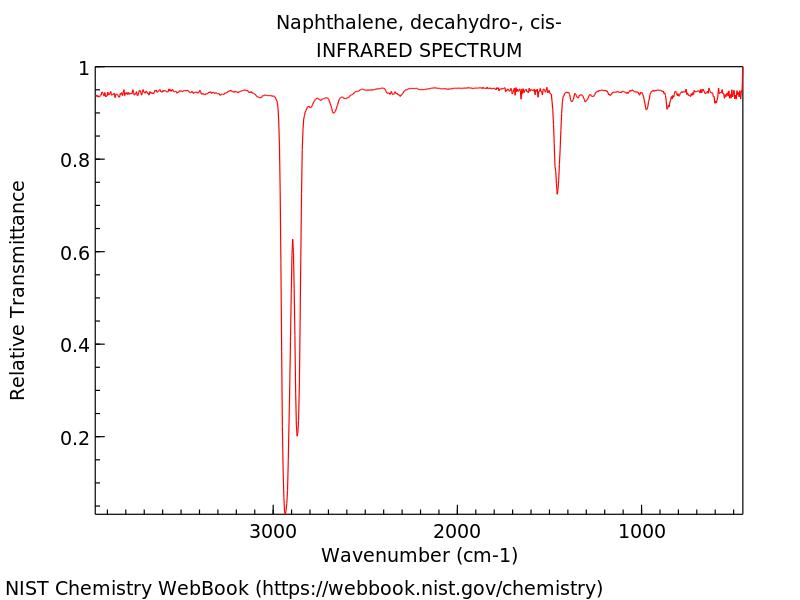 Naphthalene, decahydro-, cis-
INFRARED SPECTRUM
1
0.8
0.6
0.4
0.2
Relative Transmittance
3000 2000 1000
Wavenumber (cm-1)
NIST Chemistry WebBook (https://webbook.nist.gov/chemistry)